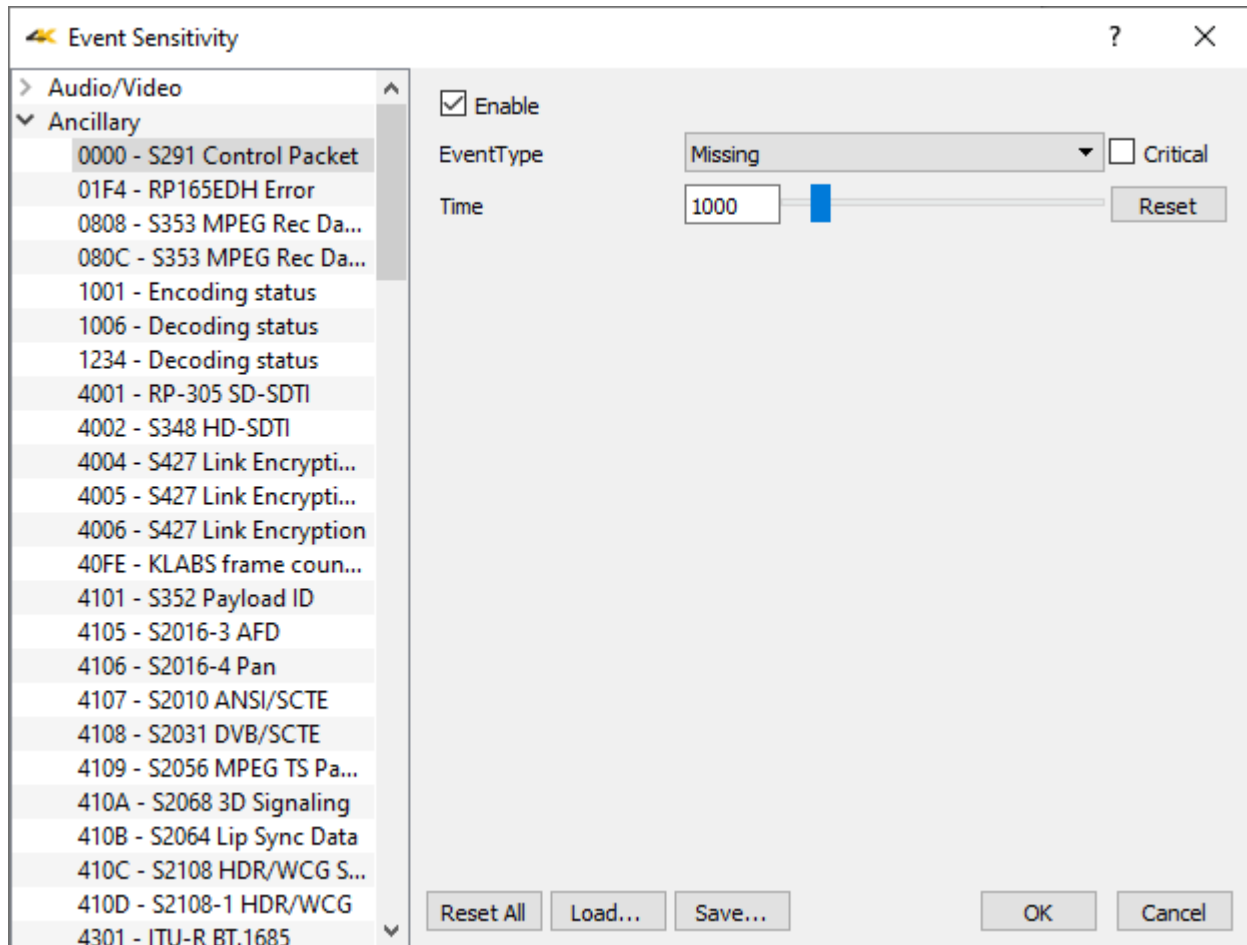 4K Event Sensitivity
? X
Audio/Video
Ancillary
0000 - S291 Control Packet
01F4 - RP165EDH Error
0808 - S353 MPEG Rec Da...
080C - S353 MPEG Rec Da...
1001 - Encoding status
1006 - Decoding status
1234 - Decoding status
4001 - RP-305 SD-SDTI
4002 - S348 HD-SDTI
4004 - S427 Link Encrypti...
4005 - S427 Link Encrypti...
4006 - S427 Link Encryption
40FE - KLABS frame coun...
4101 - S352 Payload ID
4105 - S2016-3 AFD
4106 - S2016-4 Pan
4107 - S2010 ANSI/SCTE
4108 - S2031 DVB/SCTE
4109 - S2056 MPEG TS Pa...
410A - S2068 3D Signaling
410B - S2064 Lip Sync Data
410C - S2108 HDR/WCG S...
410D - S2108-1 HDR/WCG
4301 - ITU-R BT.1685
Enable
EventType Missing Critical
Time 1000 Reset
Reset All Load... Save... OK Cancel